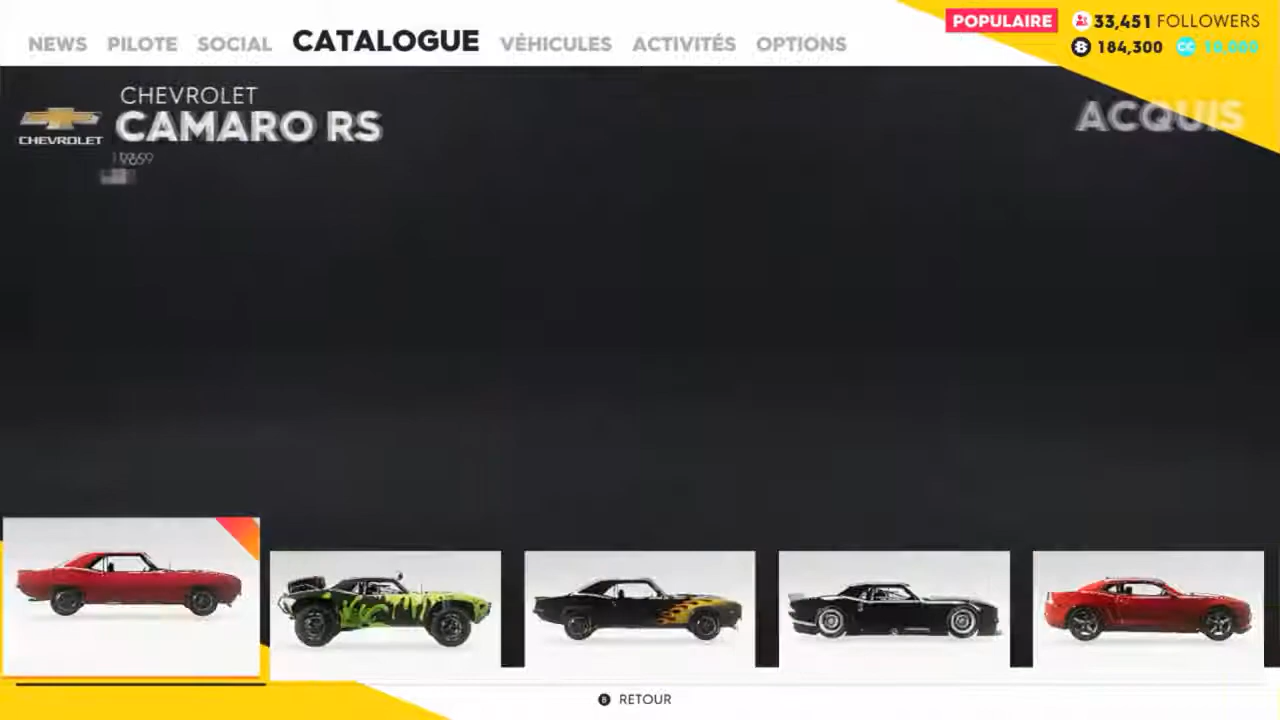 NEWS PILOTE SOCIAL CATALOGUE VÉHICULES ACTIVITÉS OPTIONS
POPULAIRE 33,451 FOLLOWERS
B 184,300 CC 10,000
CHEVROLET
CAMARO RS
CHEVROLET
ACQUIS
B RETOUR